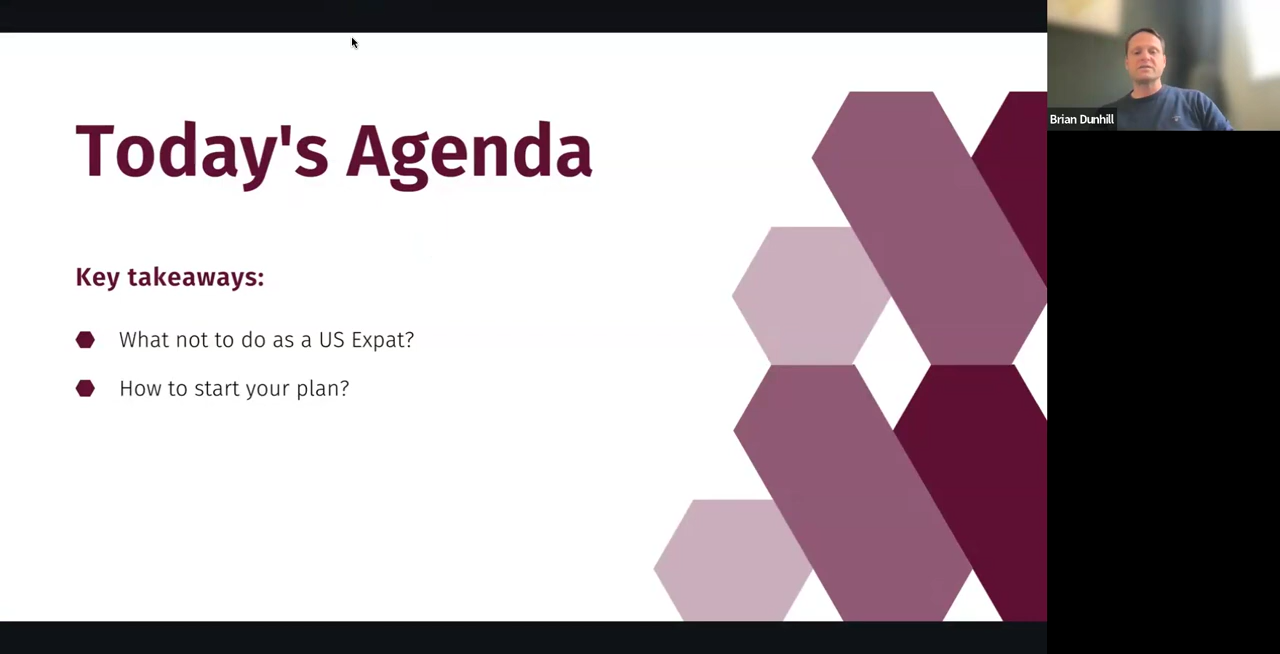 Today's Agenda
Key takeaways:
What not to do as a US Expat?
How to start your plan?
Brian Dunhill